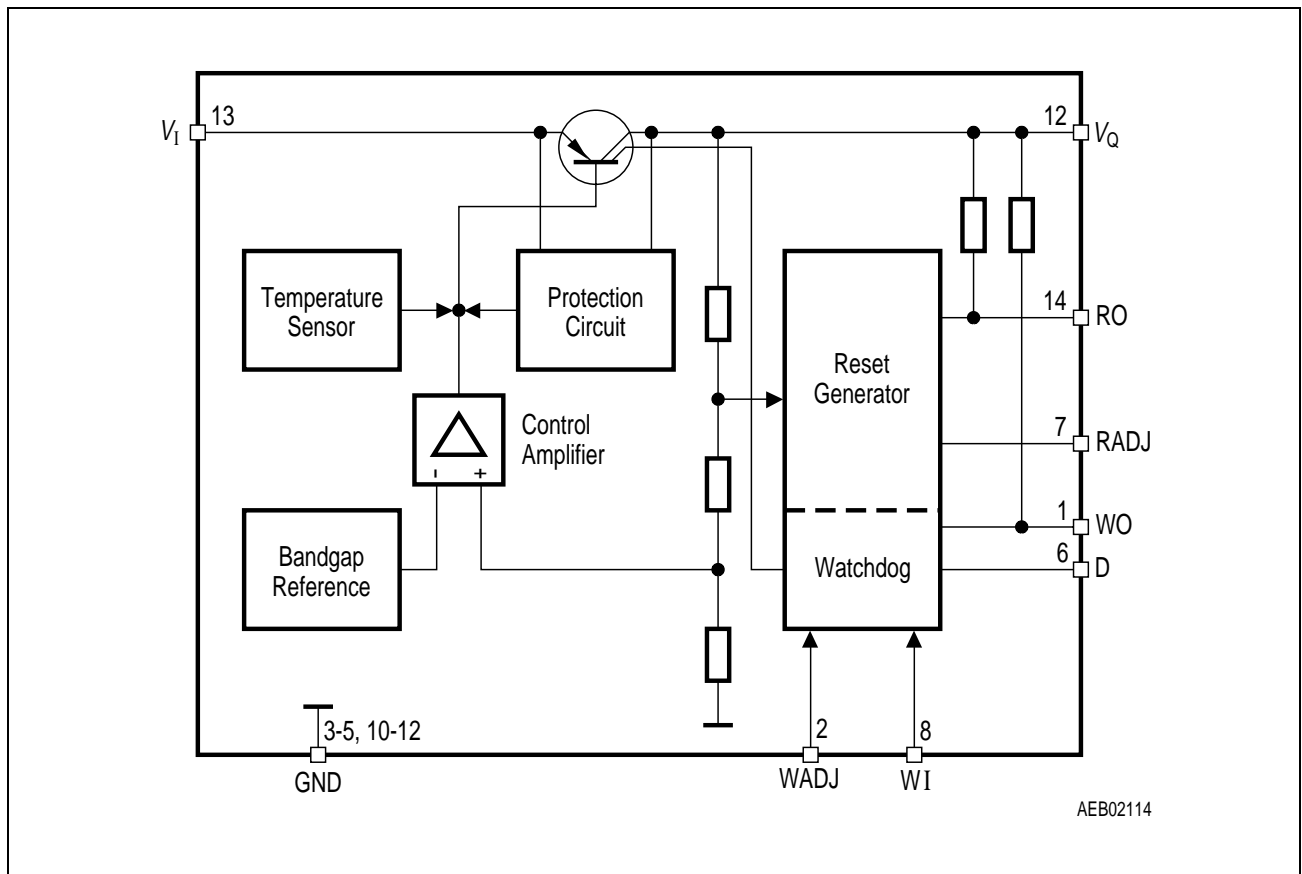 13
V_I
12
V_Q
Temperature
Sensor
Protection
Circuit
14
RO
Reset
Generator
Control
Amplifier
- +
7
RADJ
1
WO
Bandgap
Reference
Watchdog
6
D
3-5, 10-12
GND
2
WADJ
8
WI
AEB02114